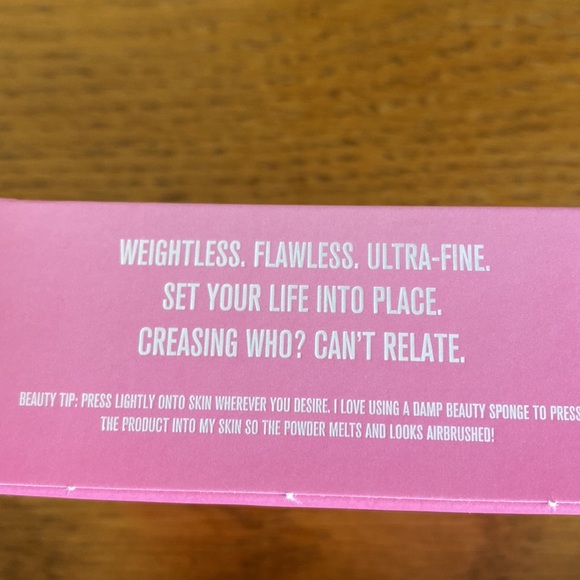 WEIGHTLESS. FLAWLESS. ULTRA-FINE.
SET YOUR LIFE INTO PLACE.
CREASING WHO? CAN'T RELATE.
BEAUTY TIP: PRESS LIGHTLY ONTO SKIN WHEREVER YOU DESIRE. I LOVE USING A DAMP BEAUTY SPONGE TO PRESS
THE PRODUCT INTO MY SKIN SO THE POWDER MELTS AND LOOKS AIRBRUSHED!